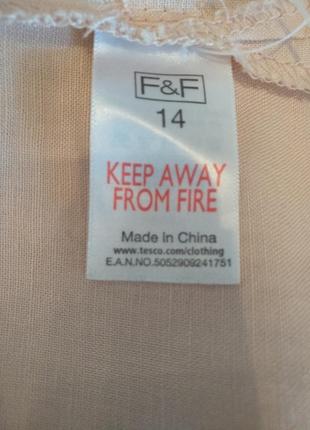 F&F
14
KEEP AWAY
FROM FIRE
Made In China
www.tesco.com/clothing
E.A.N.NO.5052909241751